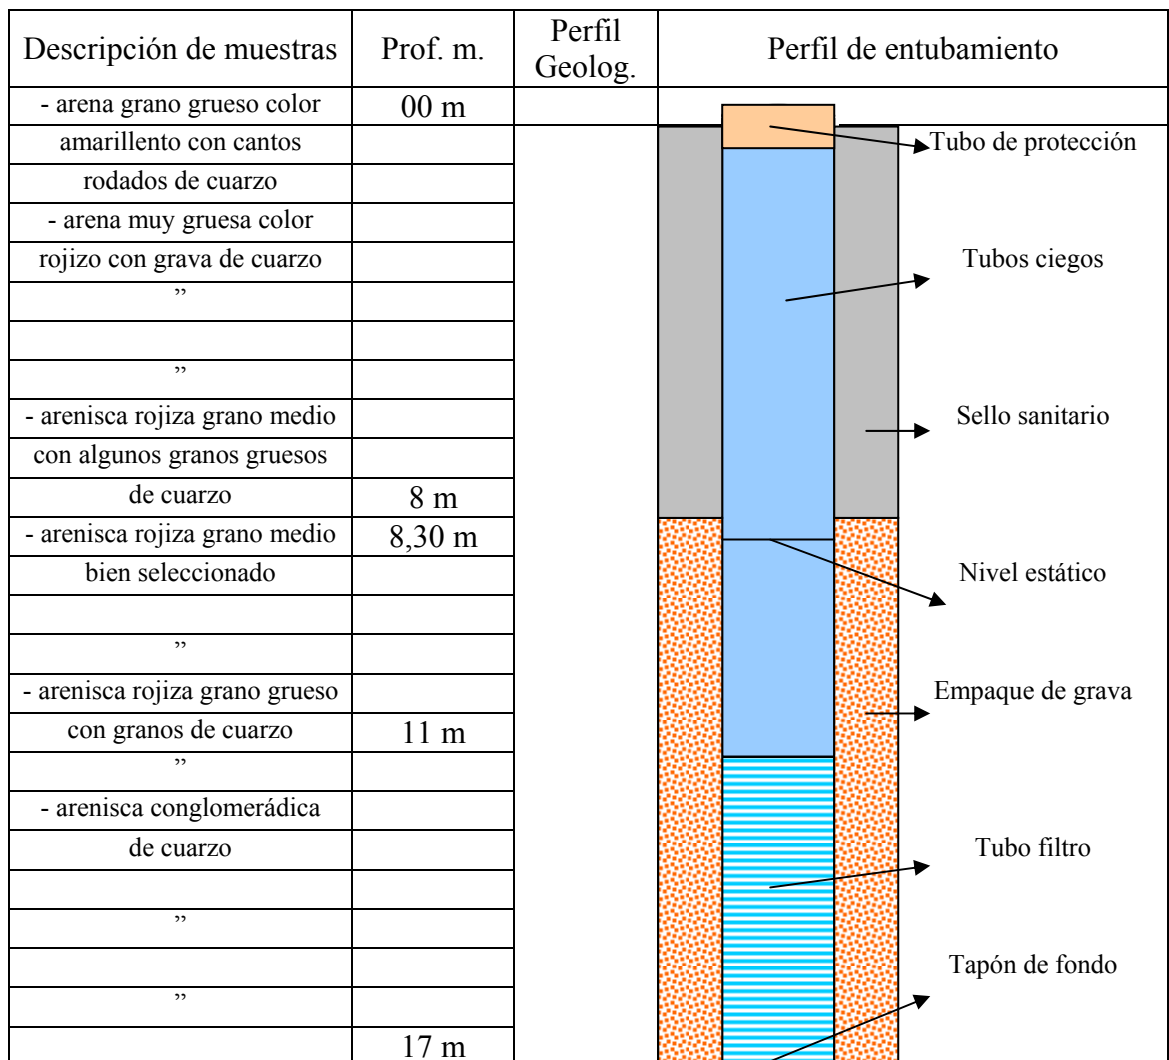 Descripción de muestras Prof. m. Perfil Geolog. Perfil de entubamiento
- arena grano grueso color 00 m
amarillento con cantos Tubo de protección
rodados de cuarzo
- arena muy gruesa color
rojizo con grava de cuarzo Tubos ciegos
”
”
- arenisca rojiza grano medio Sello sanitario
con algunos granos gruesos
de cuarzo 8 m
- arenisca rojiza grano medio 8,30 m
bien seleccionado Nivel estático
”
- arenisca rojiza grano grueso Empaque de grava
con granos de cuarzo 11 m
”
- arenisca conglomerádica
de cuarzo Tubo filtro
”
Tapón de fondo
”
17 m